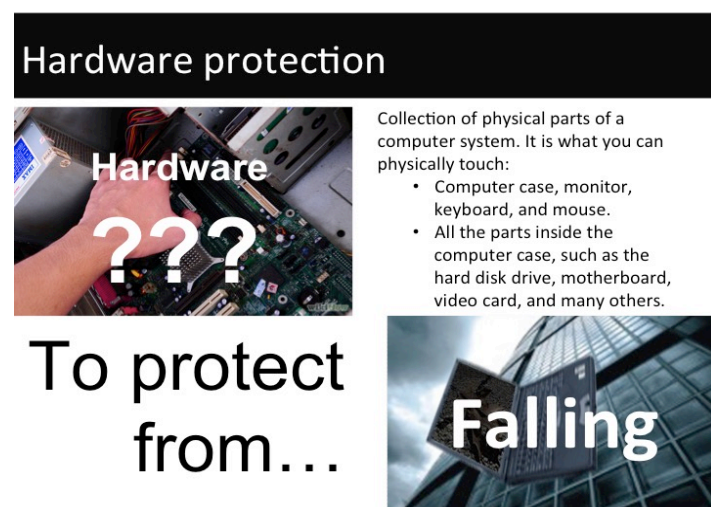 Hardware protection
Hardware
???
Collection of physical parts of a
computer system. It is what you can
physically touch:
• Computer case, monitor,
keyboard, and mouse.
• All the parts inside the
computer case, such as the
hard disk drive, motherboard,
video card, and many others.
To protect
from…
Falling